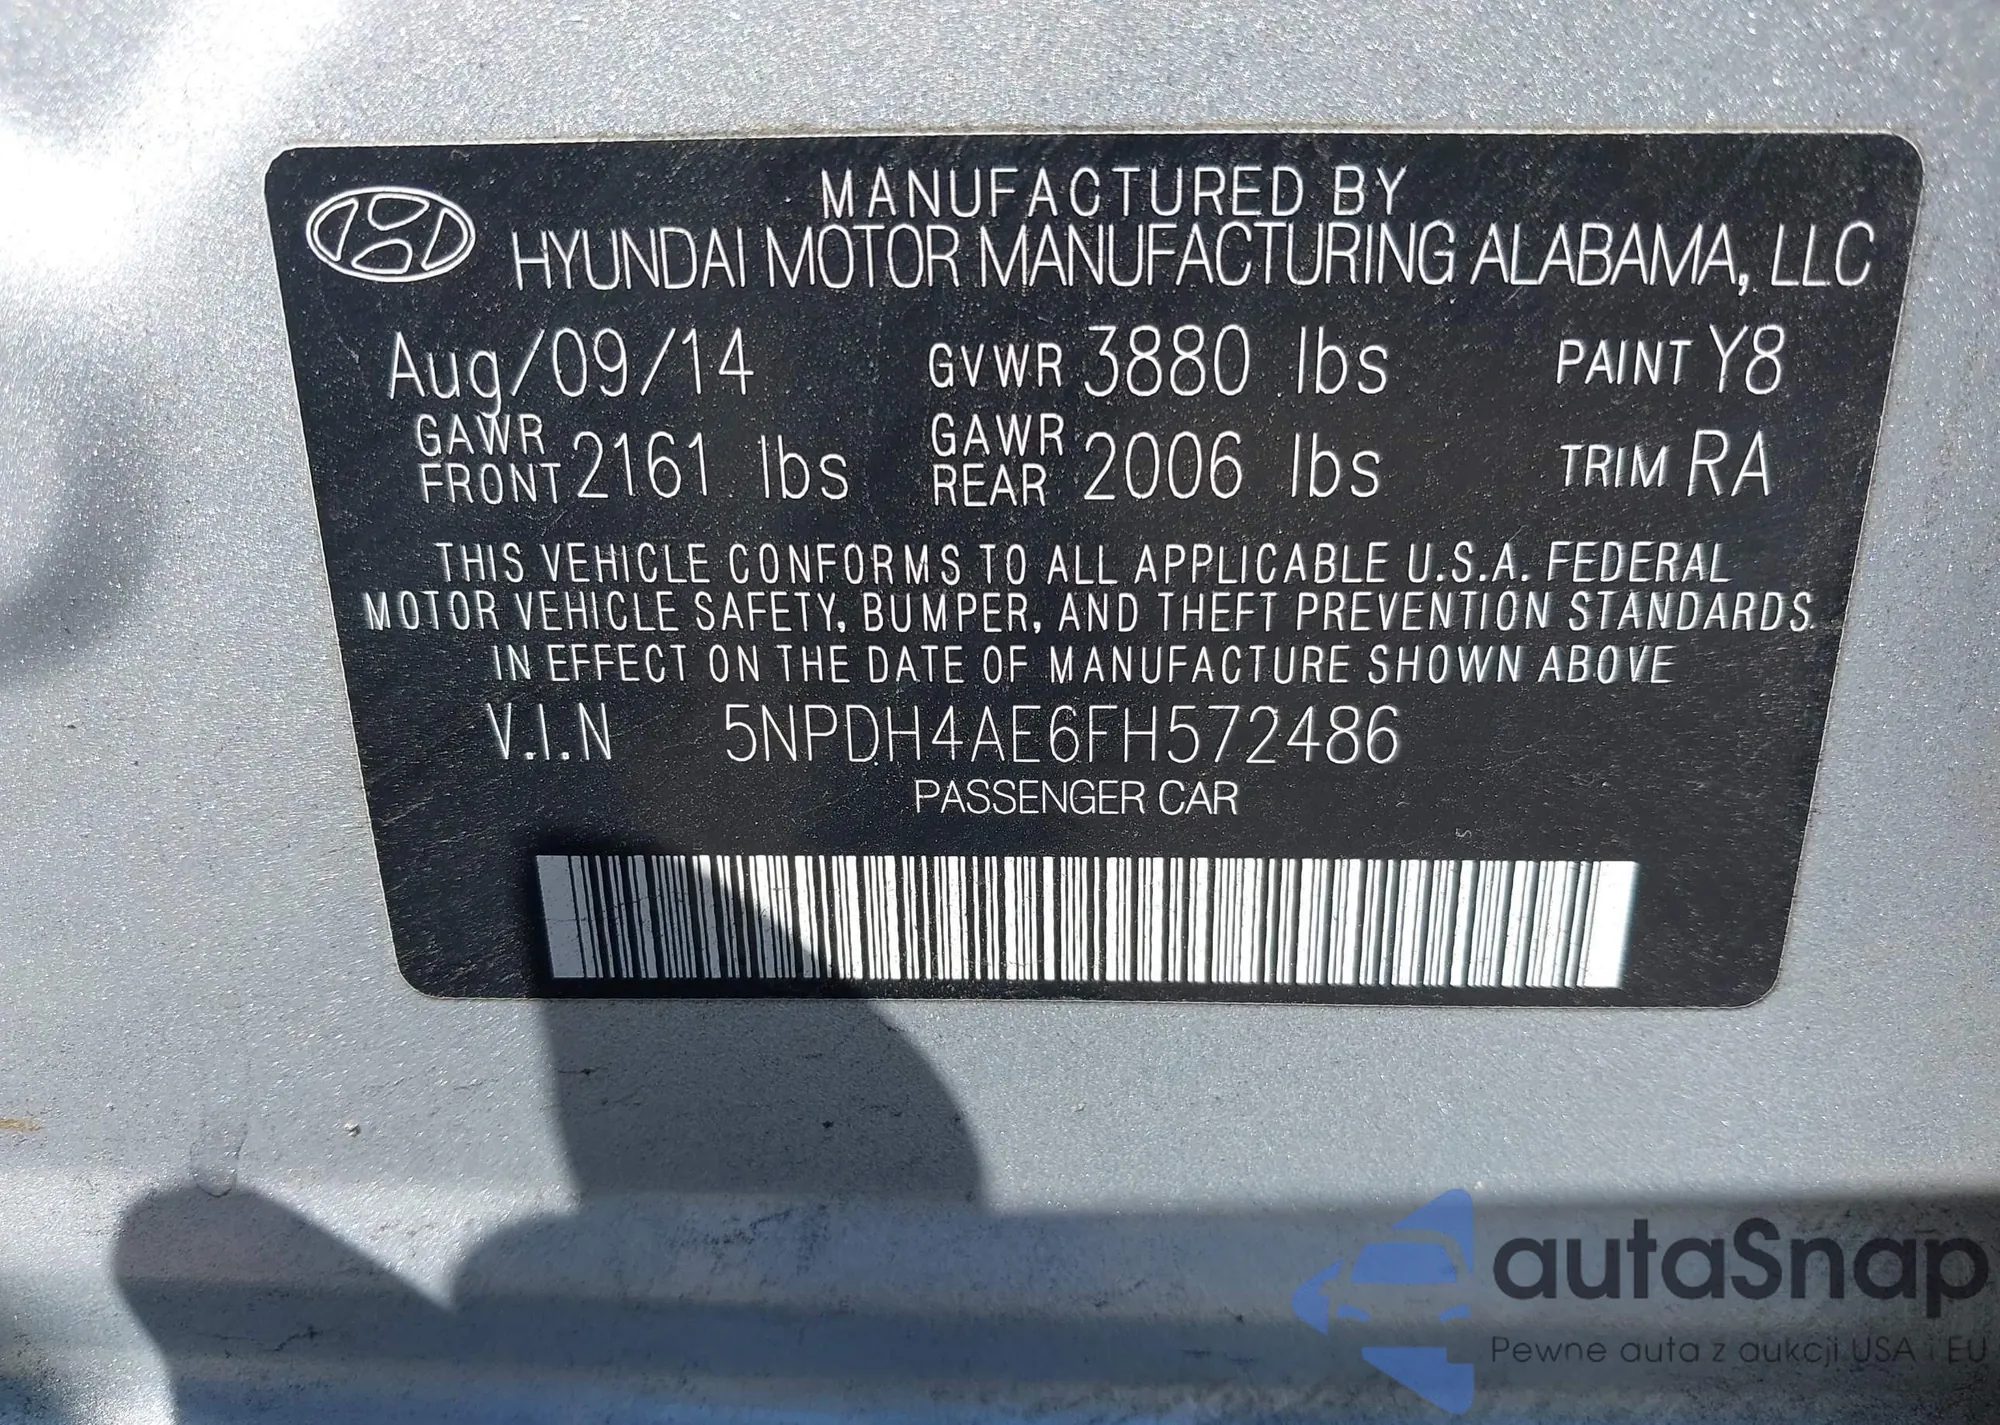 MANUFACTURED BY
HYUNDAI MOTOR MANUFACTURING ALABAMA, LLC
Aug/09/14 GVWR 3880 lbs PAINT Y8
GAWR FRONT 2161 lbs GAWR REAR 2006 lbs TRIM RA
THIS VEHICLE CONFORMS TO ALL APPLICABLE U.S.A. FEDERAL
MOTOR VEHICLE SAFETY, BUMPER, AND THEFT PREVENTION STANDARDS.
IN EFFECT ON THE DATE OF MANUFACTURE SHOWN ABOVE
V.I.N 5NPDH4AE6FH572486
PASSENGER CAR
autaSnap
Pewne auta z aukcji USA i EU